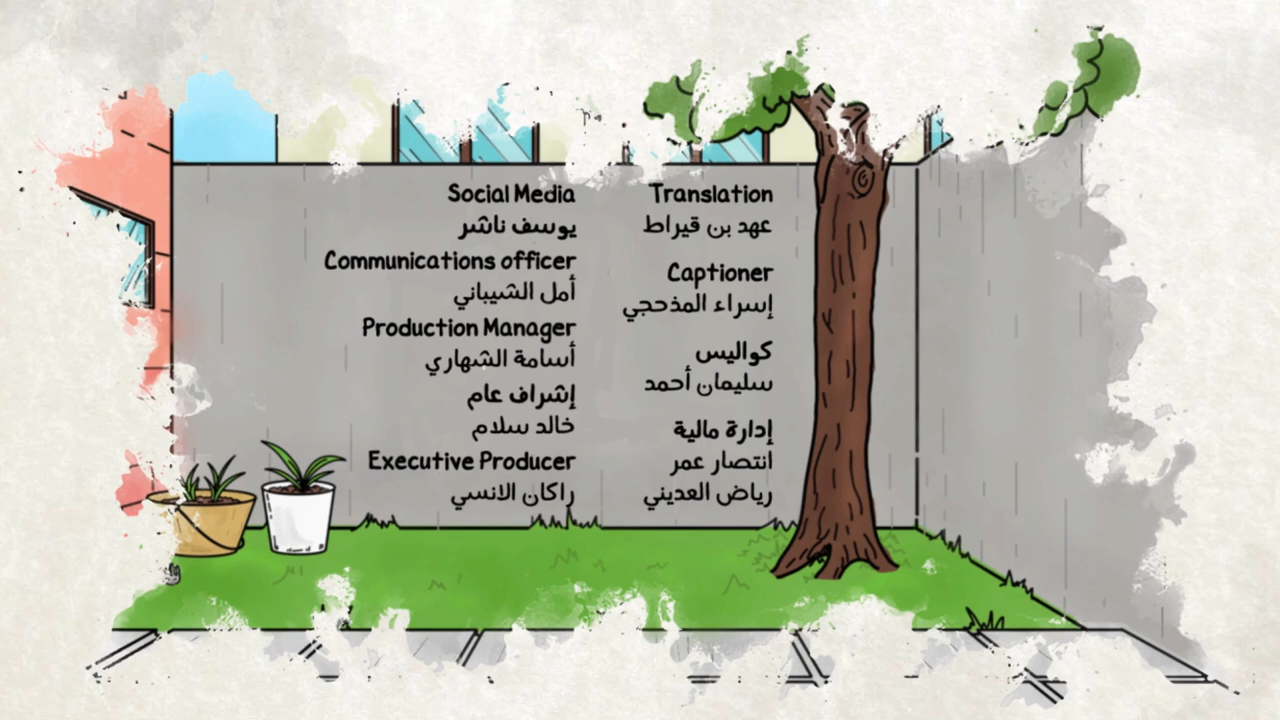 Translation
عهد بن قيراط
Captioner
إسراء المذحجي
كواليس
سليمان أحمد
إدارة مالية
انتصار عمر
رياض العديني
Social Media
يوسف ناشر
Communications officer
أمل الشيباني
Production Manager
أسامة الشهاري
إشراف عام
خالد سلام
Executive Producer
راكان الانسي